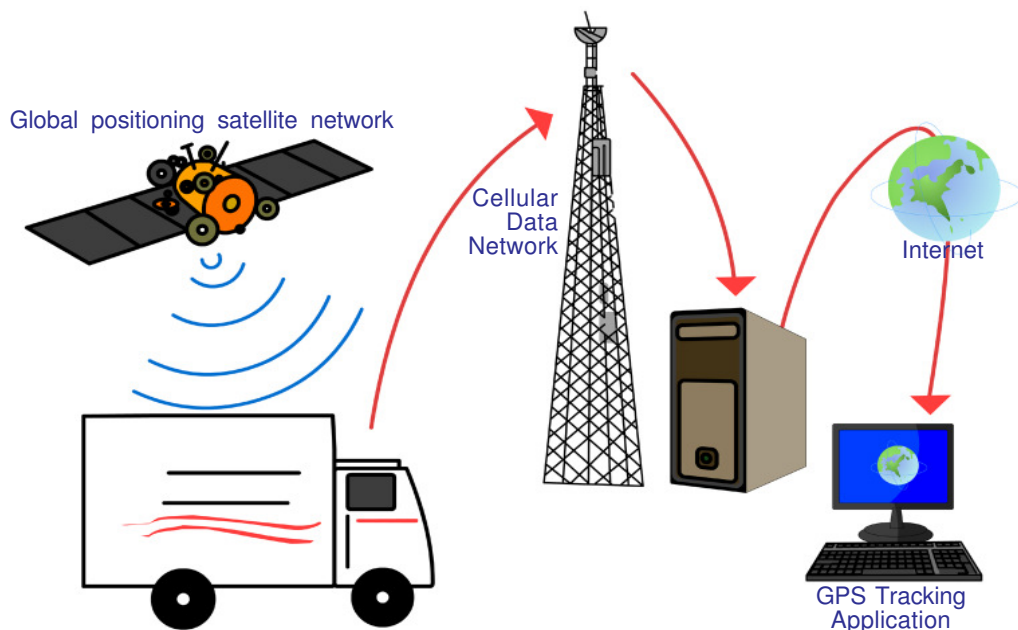 Global positioning satellite network
Cellular
Data
Network
Internet
GPS Tracking
Application